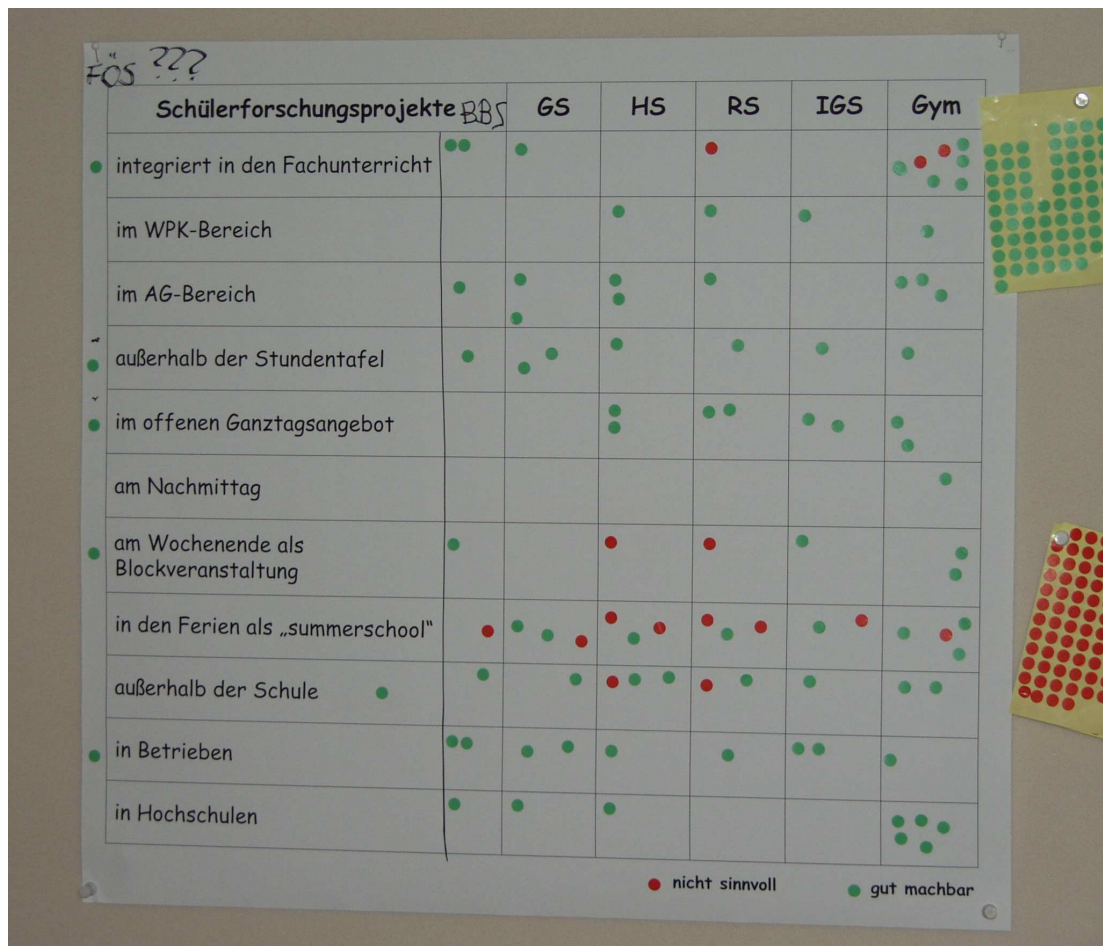 FÖS ???
Schülerforschungsprojekte BBS GS HS RS IGS Gym
integriert in den Fachunterricht
im WPK-Bereich
im AG-Bereich
außerhalb der Stundentafel
im offenen Ganztagsangebot
am Nachmittag
am Wochenende als
Blockveranstaltung
in den Ferien als „summerschool“
außerhalb der Schule
in Betrieben
in Hochschulen
nicht sinnvoll gut machbar